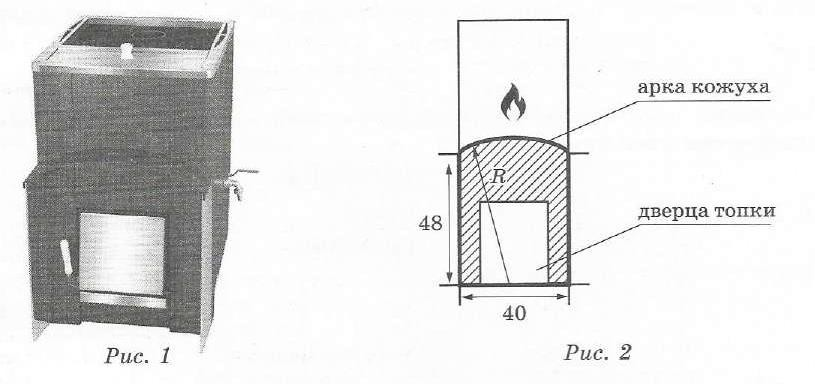 арка кожуха
R
дверца топки
48
40
Рис. 1
Рис. 2